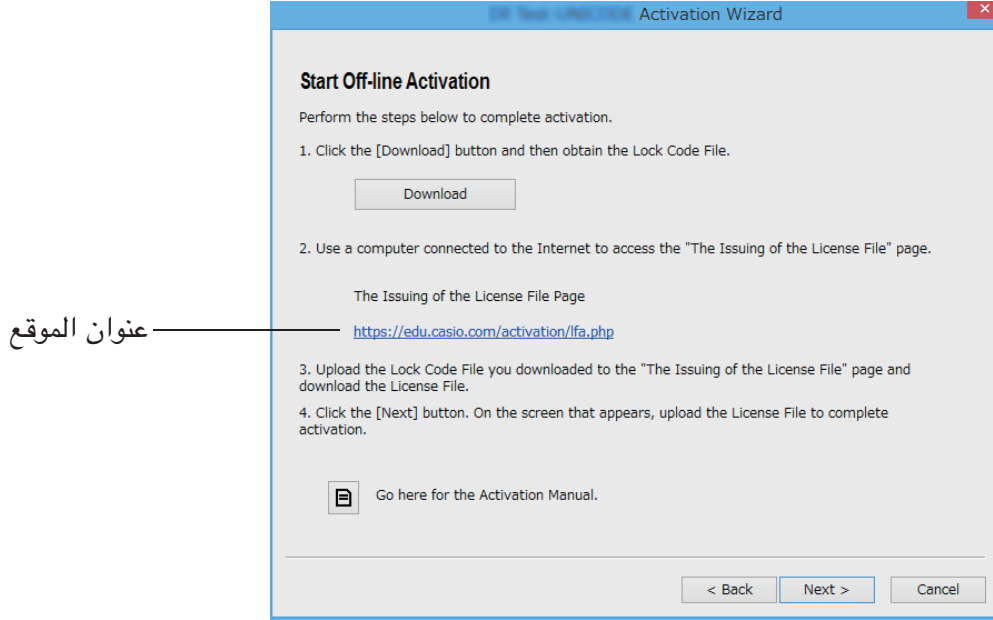 Activation Wizard
Start Off-line Activation
Perform the steps below to complete activation.
1. Click the [Download] button and then obtain the Lock Code File.
Download
2. Use a computer connected to the Internet to access the "The Issuing of the License File" page.
The Issuing of the License File Page
عنوان الموقع
https://edu.casio.com/activation/lfa.php
3. Upload the Lock Code File you downloaded to the "The Issuing of the License File" page and
download the License File.
4. Click the [Next] button. On the screen that appears, upload the License File to complete
activation.
Go here for the Activation Manual.
< Back
Next >
Cancel